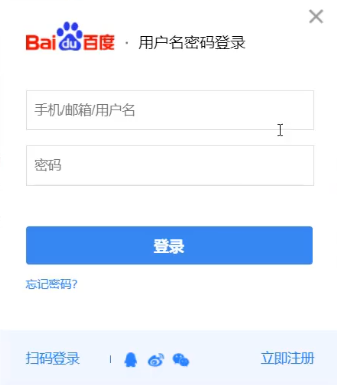 Bai du 百度 · 用户名密码登录
手机/邮箱/用户名
密码
登录
忘记密码?
扫码登录 立即注册